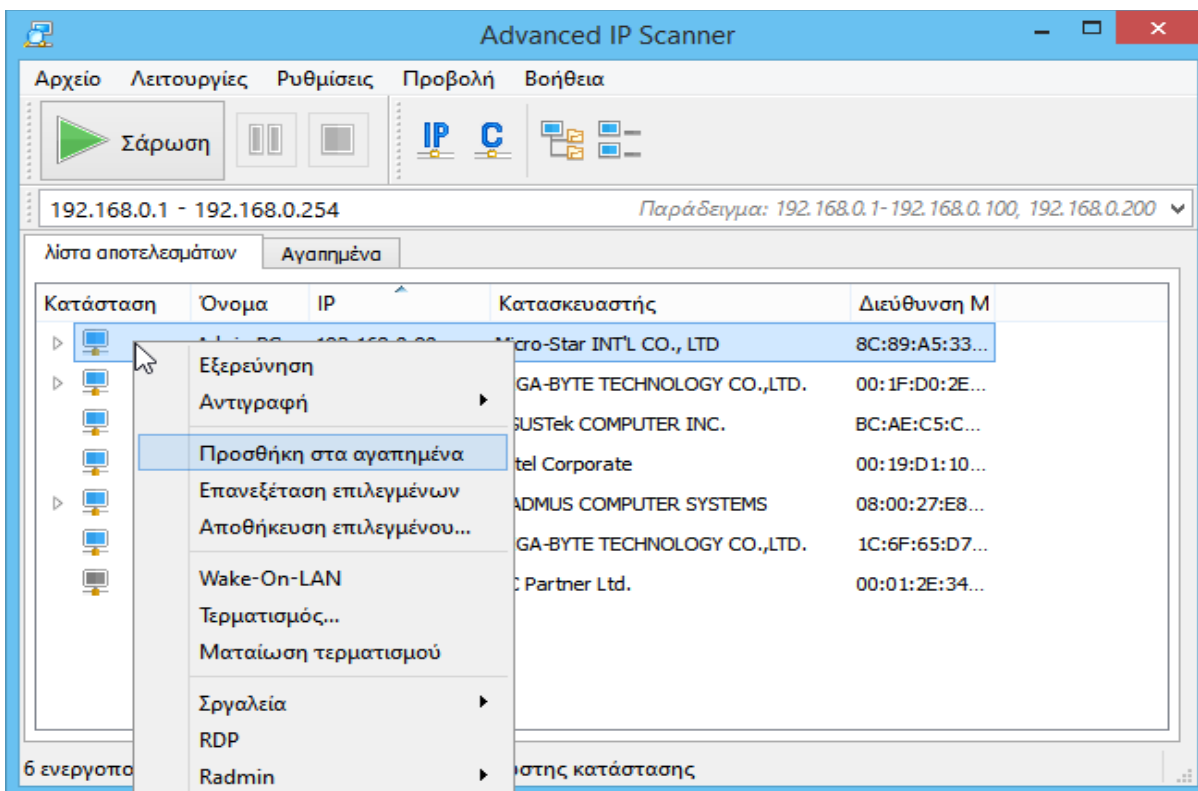 Advanced IP Scanner
Αρχείο Λειτουργίες Ρυθμίσεις Προβολή Βοήθεια
Σάρωση IP C
192.168.0.1 - 192.168.0.254 Παράδειγμα: 192.168.0.1-192.168.0.100, 192.168.0.200
λίστα αποτελεσμάτων Αγαπημένα
Κατάσταση Όνομα IP Κατασκευαστής Διεύθυνση M
Micro-Star INT'L CO., LTD 8C:89:A5:33...
Εξερεύνηση
GA-BYTE TECHNOLOGY CO.,LTD. 00:1F:D0:2E...
Αντιγραφή
SUSTek COMPUTER INC. BC:AE:C5:C...
Προσθήκη στα αγαπημένα
tel Corporate 00:19:D1:10...
Επανεξέταση επιλεγμένων
ADMUS COMPUTER SYSTEMS 08:00:27:E8...
Αποθήκευση επιλεγμένου...
GA-BYTE TECHNOLOGY CO.,LTD. 1C:6F:65:D7...
Wake-On-LAN
C Partner Ltd. 00:01:2E:34...
Τερματισμός...
Ματαίωση τερματισμού
Σργαλεία
RDP
Radmin
6 ενεργοπο στης κατάστασης